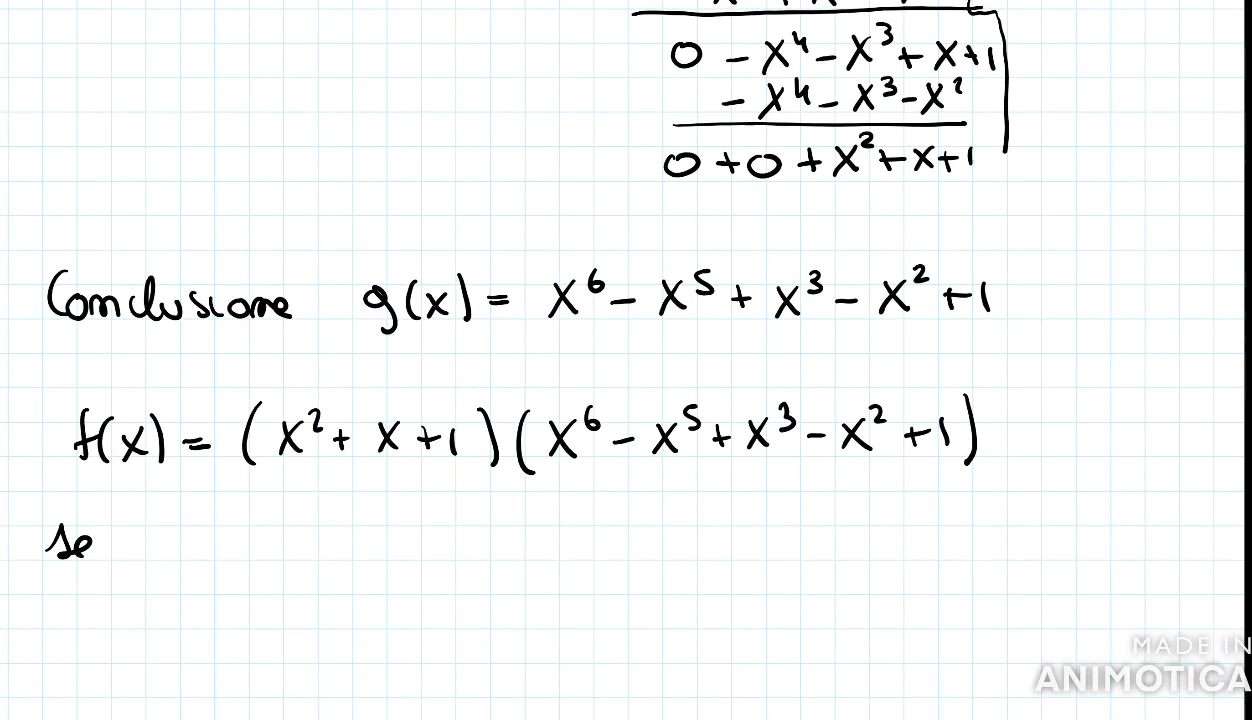 0 - x⁴ - x³ + x + 1
- x⁴ - x³ - x²
0 + 0 + x² + x + 1
Conclusione g(x) = x⁶ - x⁵ + x³ - x² + 1
f(x) = (x² + x + 1)(x⁶ - x⁵ + x³ - x² + 1)
se
MADE IN
ANIMOTICA